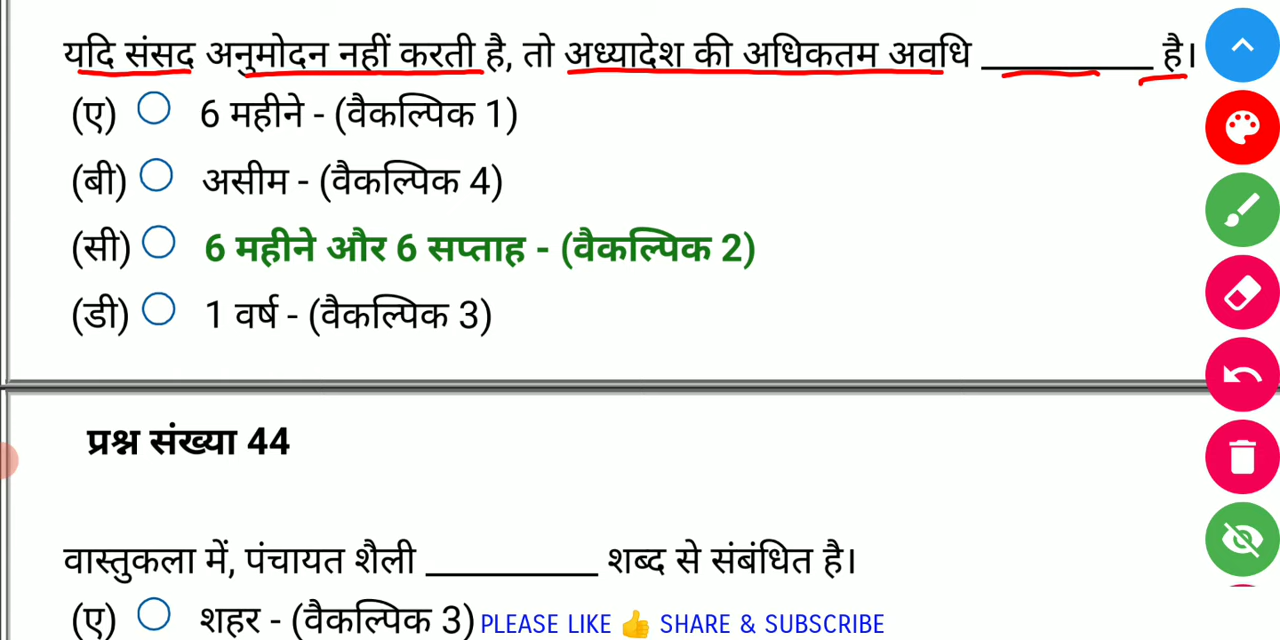 यदि संसद अनुमोदन नहीं करती है, तो अध्यादेश की अधिकतम अवधि _________ है।
(ए) 6 महीने - (वैकल्पिक 1)
(बी) असीम - (वैकल्पिक 4)
(सी) 6 महीने और 6 सप्ताह - (वैकल्पिक 2)
(डी) 1 वर्ष - (वैकल्पिक 3)
प्रश्न संख्या 44
वास्तुकला में, पंचायत शैली _________ शब्द से संबंधित है।
(ए) शहर - (वैकल्पिक 3)
PLEASE LIKE 👍 SHARE & SUBSCRIBE